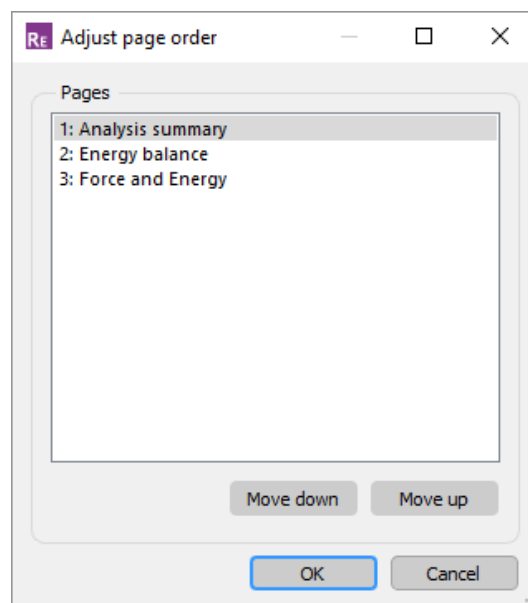 RE Adjust page order
Pages
1: Analysis summary
2: Energy balance
3: Force and Energy
Move down Move up
OK Cancel